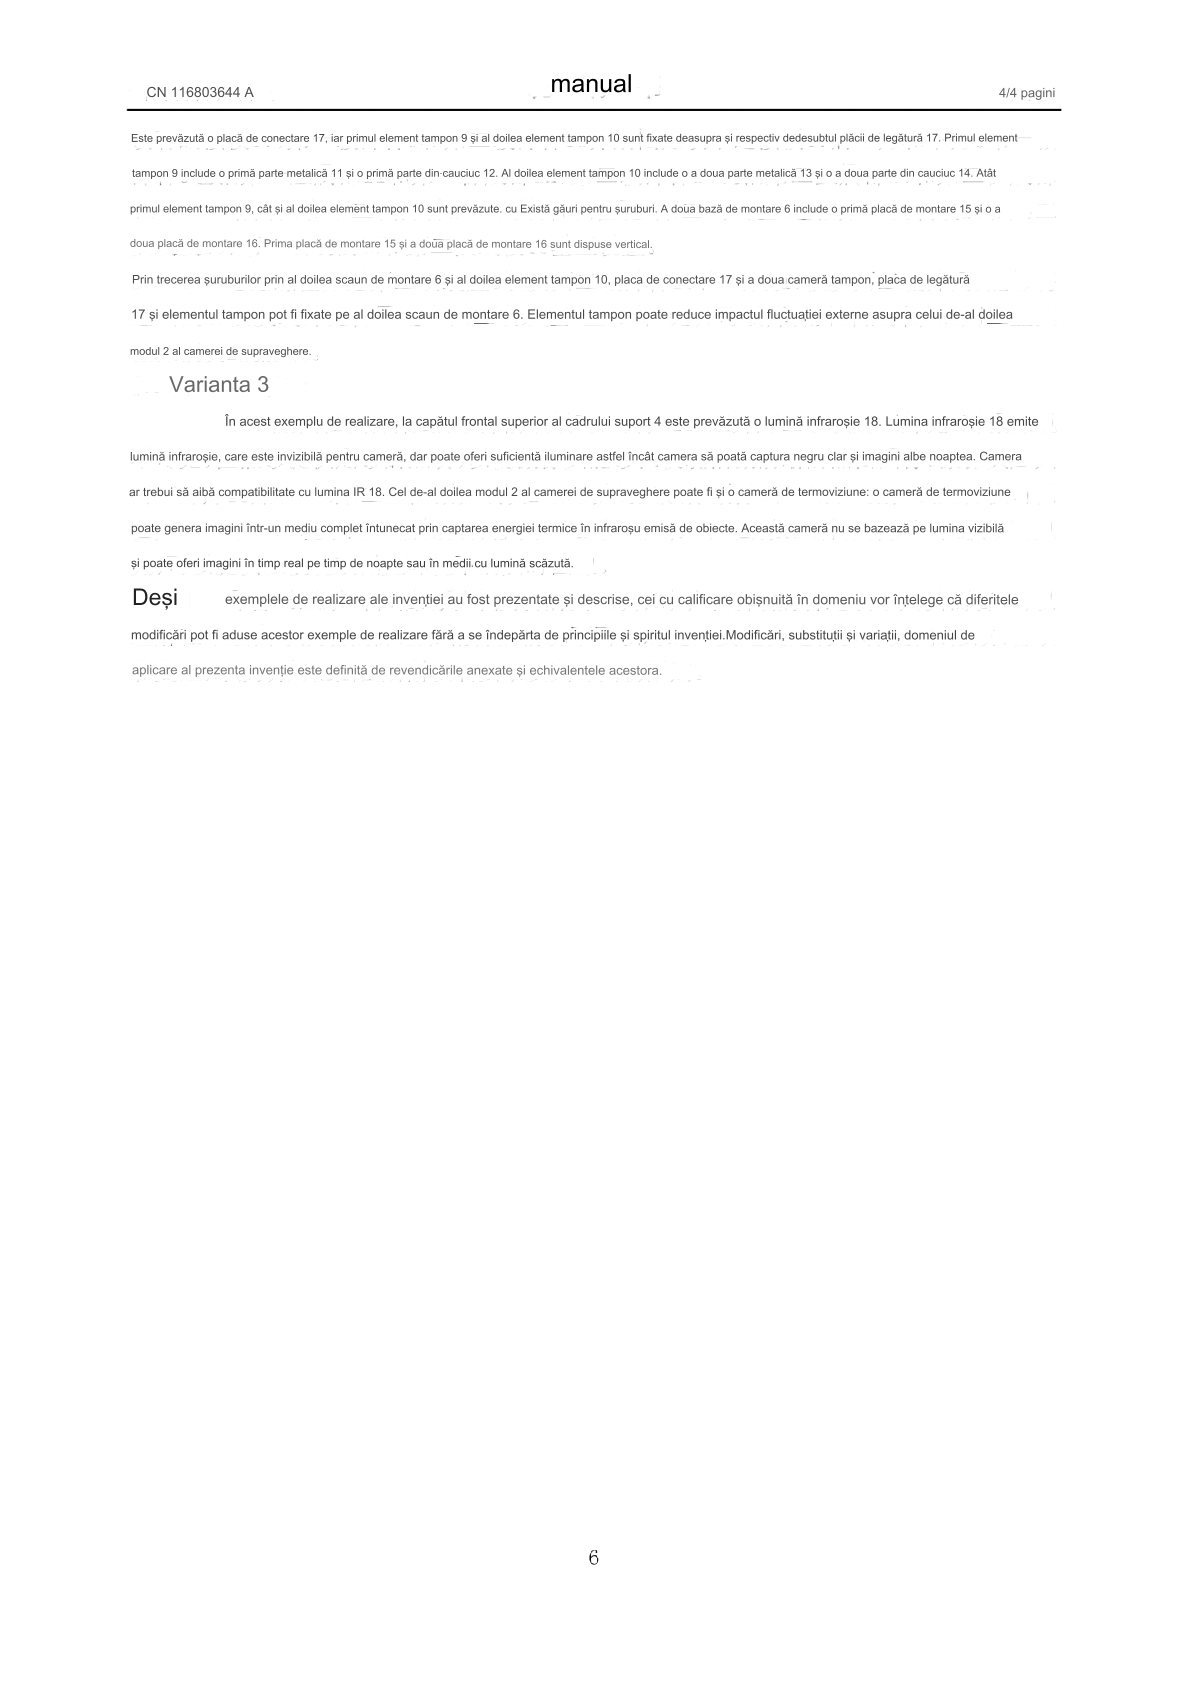 CN 116803644 A
manual
4/4 pagini
Este prevăzută o placă de conectare 17, iar primul element tampon 9 și al doilea element tampon 10 sunt fixate deasupra și respectiv dedesubtul plăcii de legătură 17. Primul element
tampon 9 include o primă parte metalică 11 și o primă parte din cauciuc 12. Al doilea element tampon 10 include o a doua parte metalică 13 și o a doua parte din cauciuc 14. Atât
primul element tampon 9, cât și al doilea element tampon 10 sunt prevăzute. cu Există găuri pentru șuruburi. A doua bază de montare 6 include o primă placă de montare 15 și o a
doua placă de montare 16. Prima placă de montare 15 și a doua placă de montare 16 sunt dispuse vertical.
Prin trecerea șuruburilor prin al doilea scaun de montare 6 și al doilea element tampon 10, placa de conectare 17 și a doua cameră tampon, placa de legătură
17 și elementul tampon pot fi fixate pe al doilea scaun de montare 6. Elementul tampon poate reduce impactul fluctuației externe asupra celui de-al doilea
modul 2 al camerei de supraveghere.
Varianta 3
În acest exemplu de realizare, la capătul frontal superior al cadrului suport 4 este prevăzută o lumină infraroșie 18. Lumina infraroșie 18 emite
lumină infraroșie, care este invizibilă pentru cameră, dar poate oferi suficientă iluminare astfel încât camera să poată captura negru clar și imagini albe noaptea. Camera
ar trebui să aibă compatibilitate cu lumina IR 18. Cel de-al doilea modul 2 al camerei de supraveghere poate fi și o cameră de termoviziune: o cameră de termoviziune
poate genera imagini într-un mediu complet întunecat prin captarea energiei termice în infraroșu emisă de obiecte. Această cameră nu se bazează pe lumina vizibilă
și poate oferi imagini în timp real pe timp de noapte sau în medii cu lumină scăzută.
Deși exemplele de realizare ale invenției au fost prezentate și descrise, cei cu calificare obișnuită în domeniu vor înțelege că diferitele
modificări pot fi aduse acestor exemple de realizare fără a se îndepărta de principiile și spiritul invenției.Modificări, substituții și variații, domeniul de
aplicare al prezenta invenție este definită de revendicările anexate și echivalentele acestora.
6